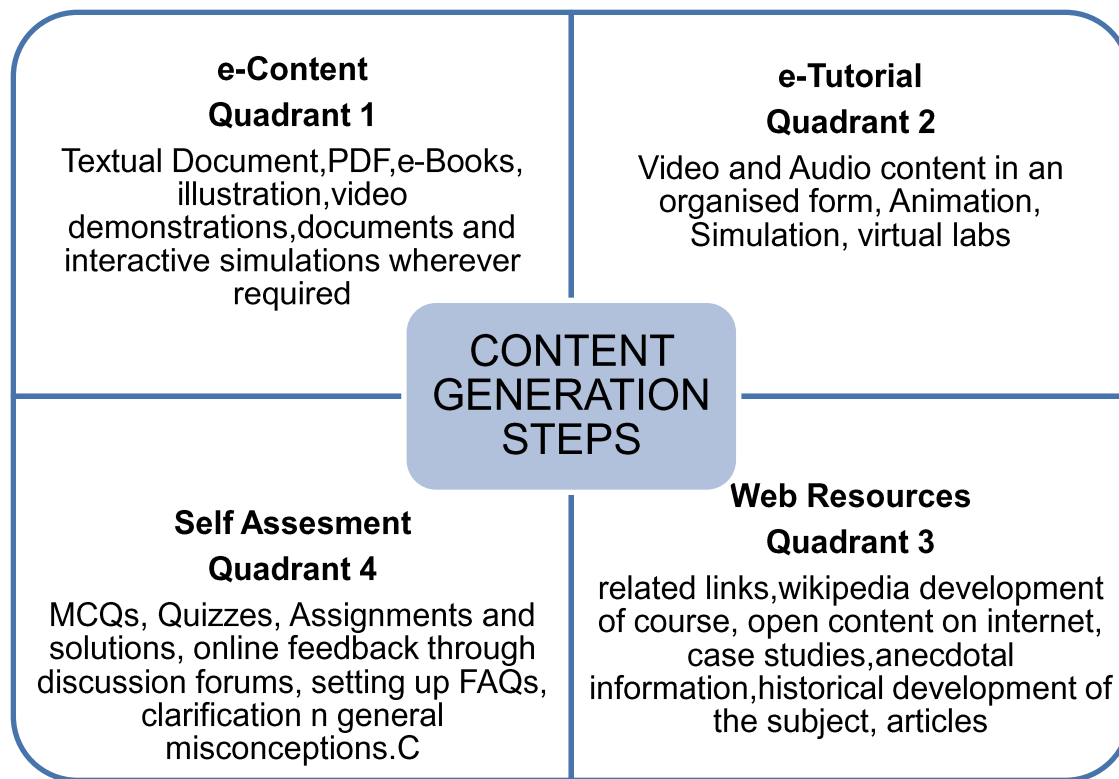 e-Content
Quadrant 1
Textual Document,PDF,e-Books,
illustration,video
demonstrations,documents and
interactive simulations wherever
required
e-Tutorial
Quadrant 2
Video and Audio content in an
organised form, Animation,
Simulation, virtual labs
CONTENT
GENERATION
STEPS
Self Assesment
Quadrant 4
MCQs, Quizzes, Assignments and
solutions, online feedback through
discussion forums, setting up FAQs,
clarification n general
misconceptions.C
Web Resources
Quadrant 3
related links,wikipedia development
of course, open content on internet,
case studies,anecdotal
information,historical development of
the subject, articles